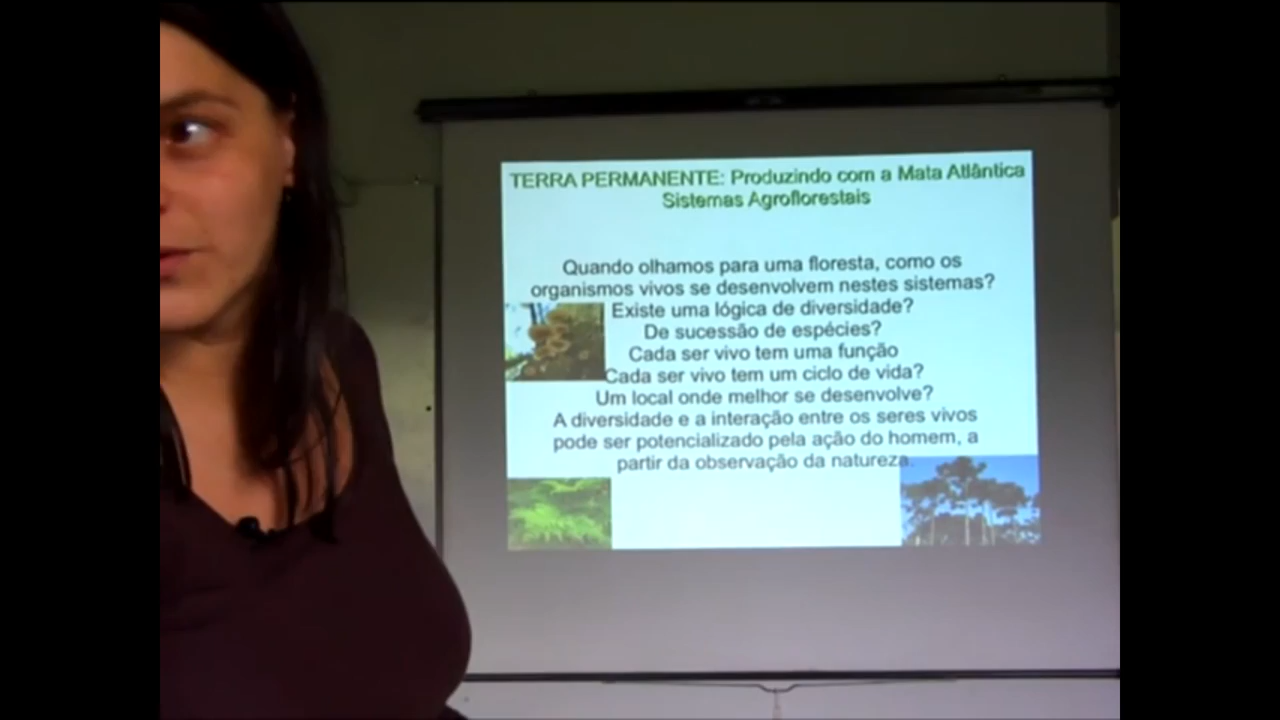 TERRA PERMANENTE: Produzindo com a Mata Atlântica
Sistemas Agroflorestais
Quando olhamos para uma floresta, como os
organismos vivos se desenvolvem nestes sistemas?
Existe uma lógica de diversidade?
De sucessão de espécies?
Cada ser vivo tem uma função
Cada ser vivo tem um ciclo de vida?
Um local onde melhor se desenvolve?
A diversidade e a interação entre os seres vivos
pode ser potencializado pela ação do homem, a
partir da observação da natureza.